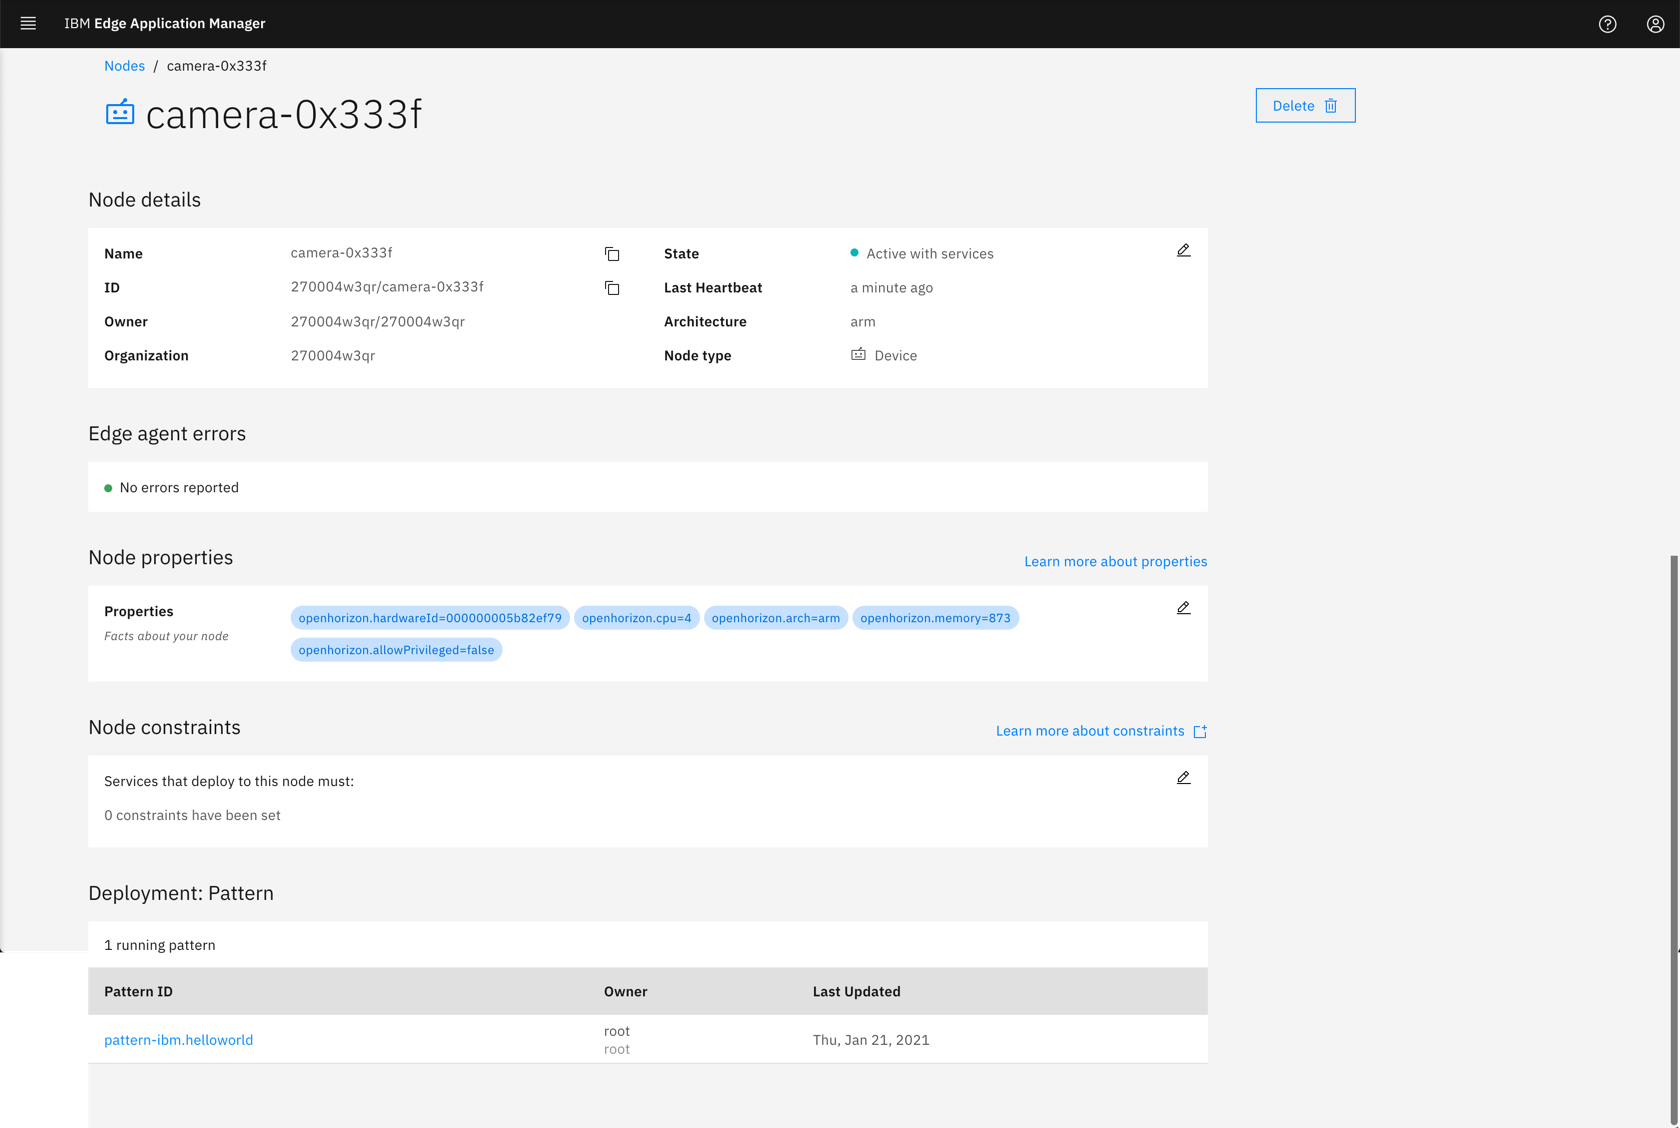 IBM Edge Application Manager
Nodes / camera-0x333f
camera-0x333f
Delete
Node details
Name camera-0x333f State Active with services
ID 270004w3qr/camera-0x333f Last Heartbeat a minute ago
Owner 270004w3qr/270004w3qr Architecture arm
Organization 270004w3qr Node type Device
Edge agent errors
No errors reported
Node properties Learn more about properties
Properties openhorizon.hardwareId=000000005b82ef79 openhorizon.cpu=4 openhorizon.arch=arm openhorizon.memory=873
Facts about your node openhorizon.allowPrivileged=false
Node constraints Learn more about constraints
Services that deploy to this node must:
0 constraints have been set
Deployment: Pattern
1 running pattern
Pattern ID Owner Last Updated
pattern-ibm.helloworld root Thu, Jan 21, 2021
root